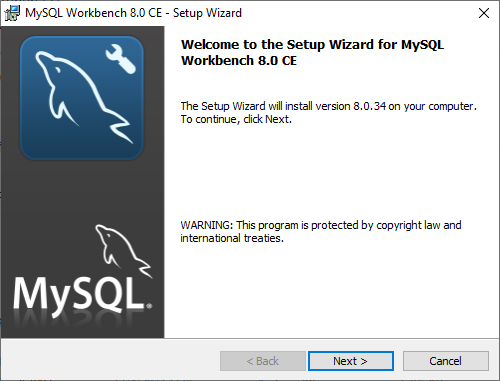 MySQL Workbench 8.0 CE - Setup Wizard
Welcome to the Setup Wizard for MySQL
Workbench 8.0 CE
The Setup Wizard will install version 8.0.34 on your computer.
To continue, click Next.
WARNING: This program is protected by copyright law and
international treaties.
MySQL®
< Back
Next >
Cancel